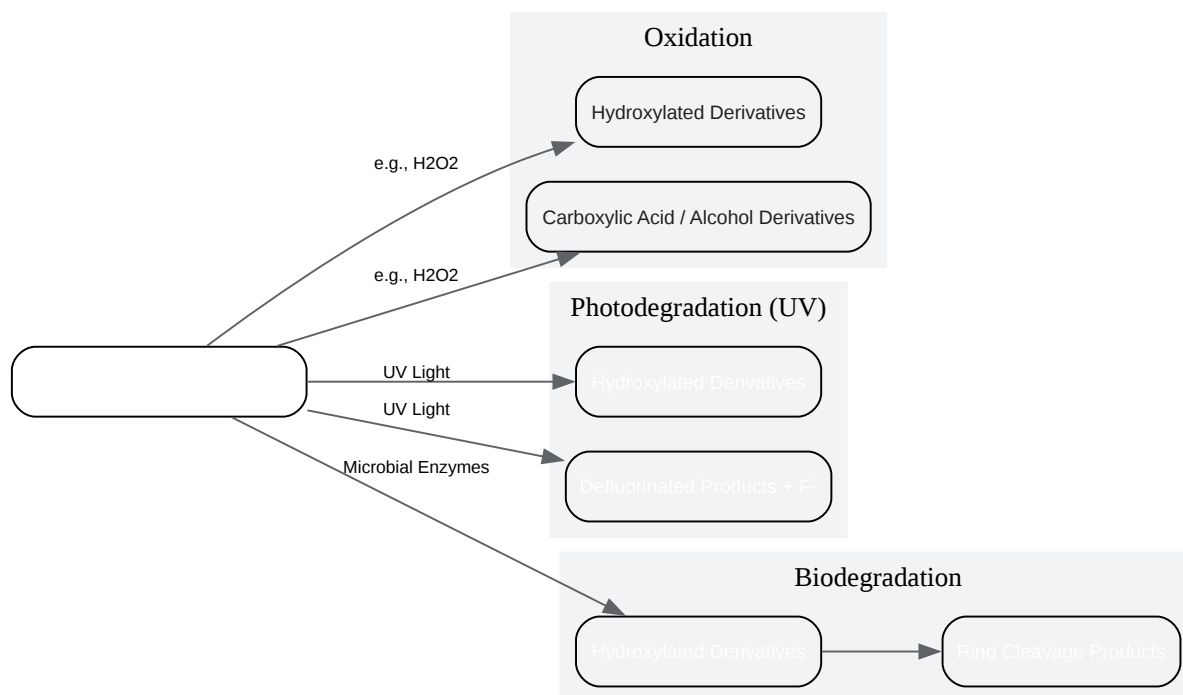 Oxidation
Hydroxylated Derivatives
e.g., H2O2
Carboxylic Acid / Alcohol Derivatives
e.g., H2O2
Photodegradation (UV)
UV Light
Hydroxylated Derivatives
UV Light
Microbial Enzymes
Defluorinated Products + F-
Biodegradation
Hydroxylated Derivatives
Ring Cleavage Products